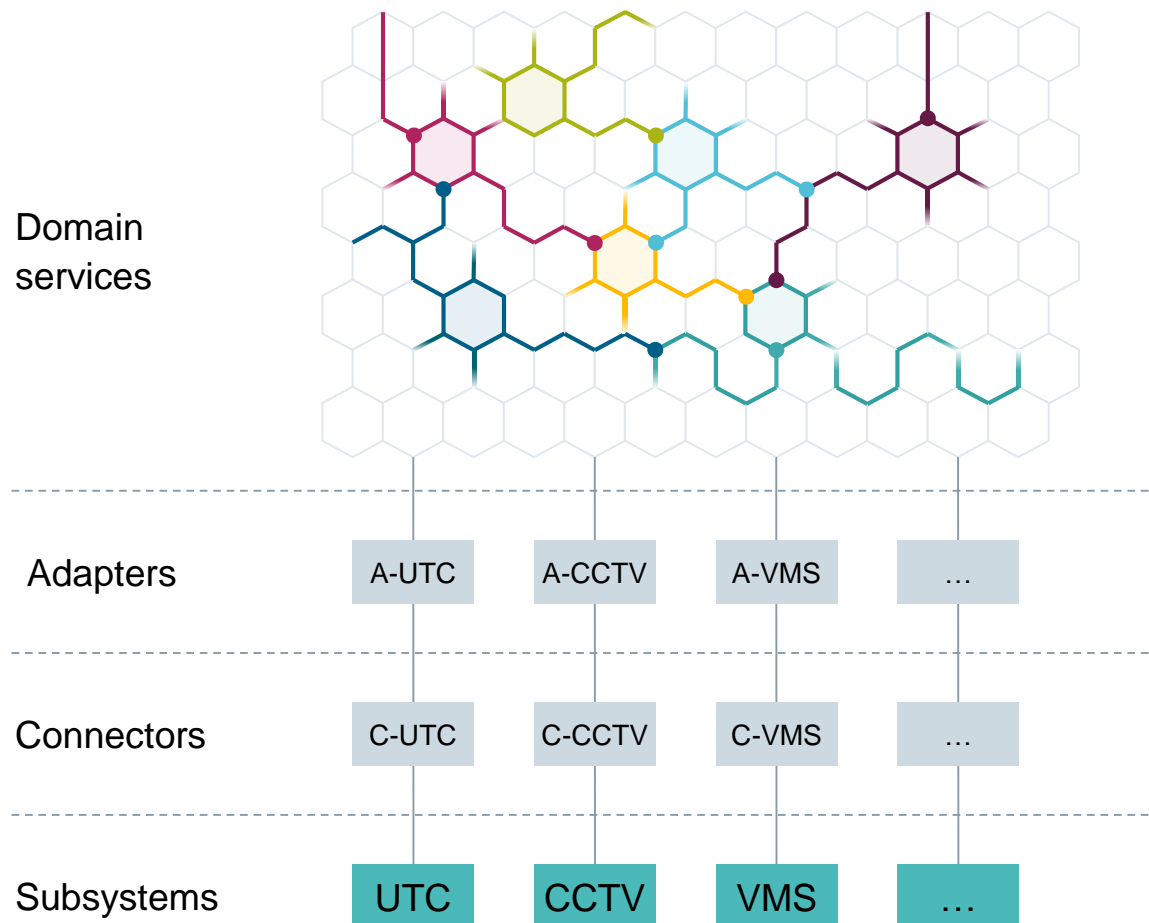 Domain
services
Adapters
A-UTC
A-CCTV
A-VMS
…
Connectors
C-UTC
C-CCTV
C-VMS
…
Subsystems
UTC
CCTV
VMS
…